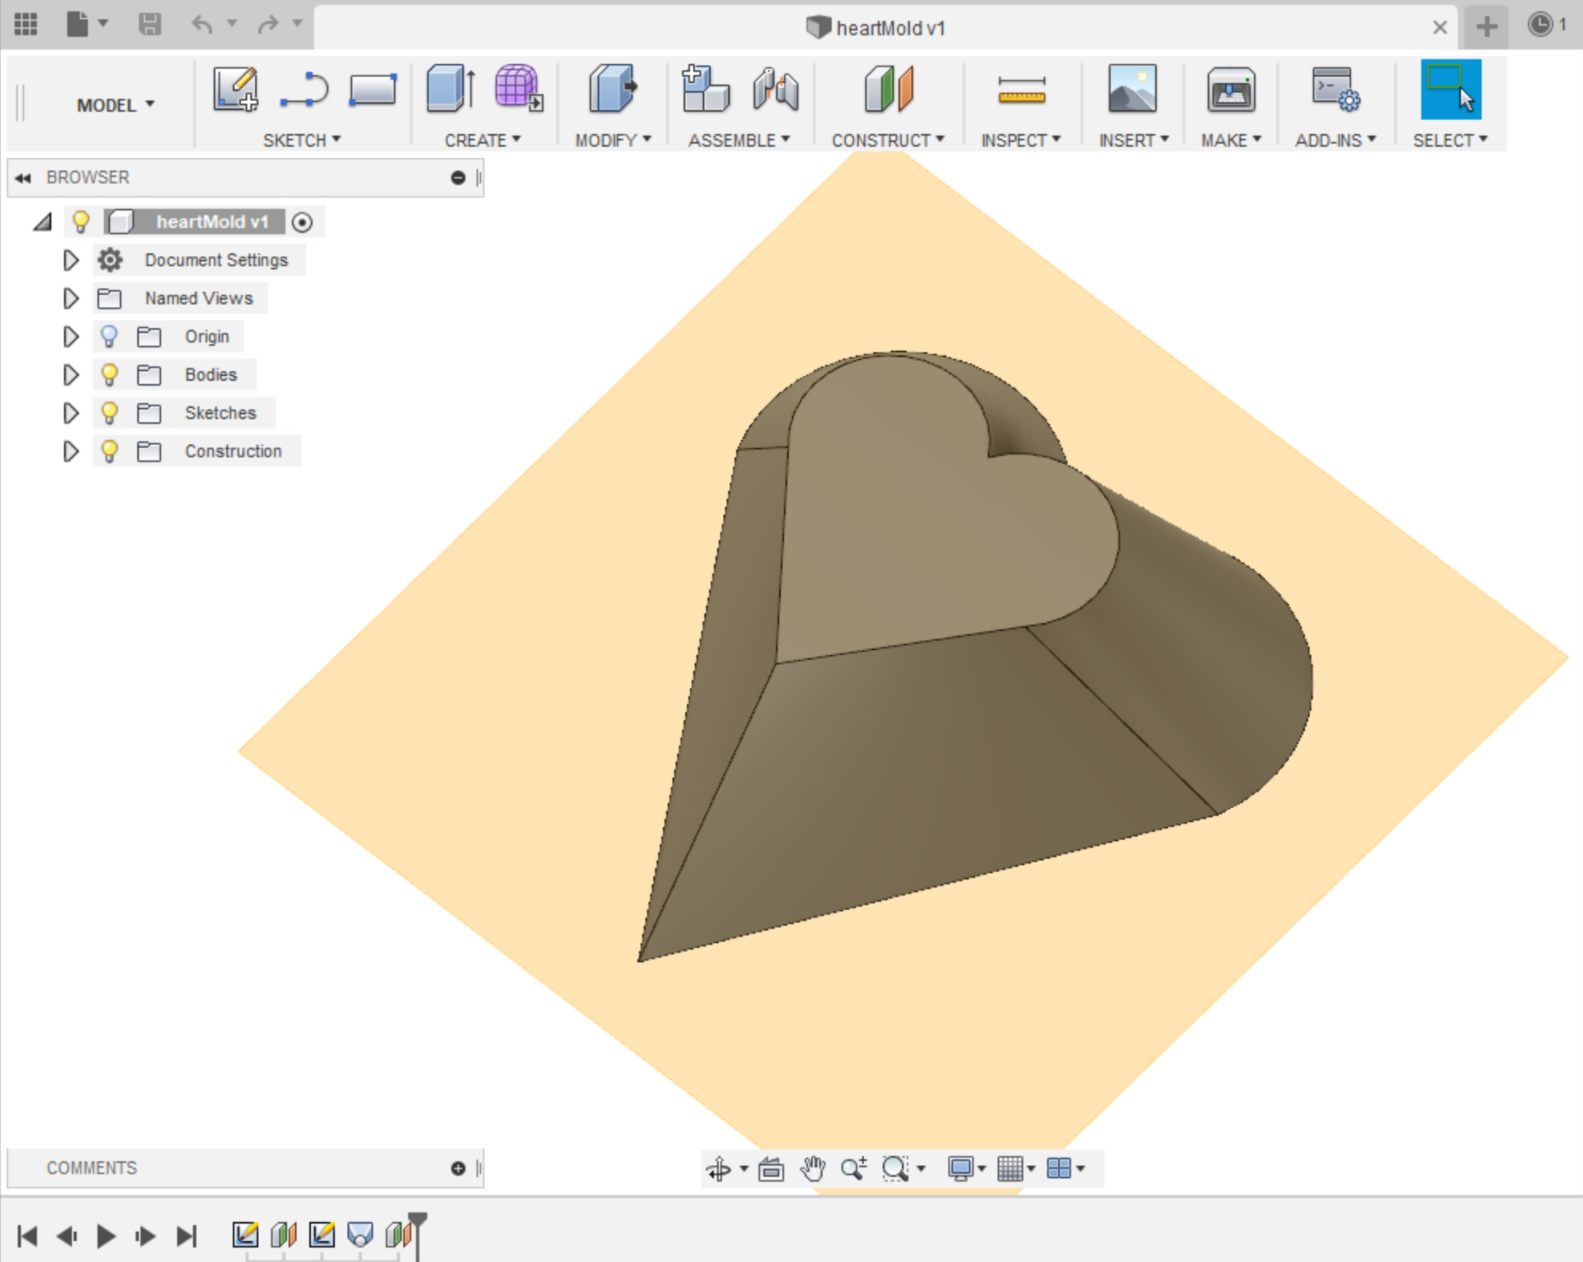 heartMold v1
1
MODEL
SKETCH
CREATE
MODIFY
ASSEMBLE
CONSTRUCT
INSPECT
INSERT
MAKE
ADD-INS
SELECT
BROWSER
heartMold v1
Document Settings
Named Views
Origin
Bodies
Sketches
Construction
COMMENTS